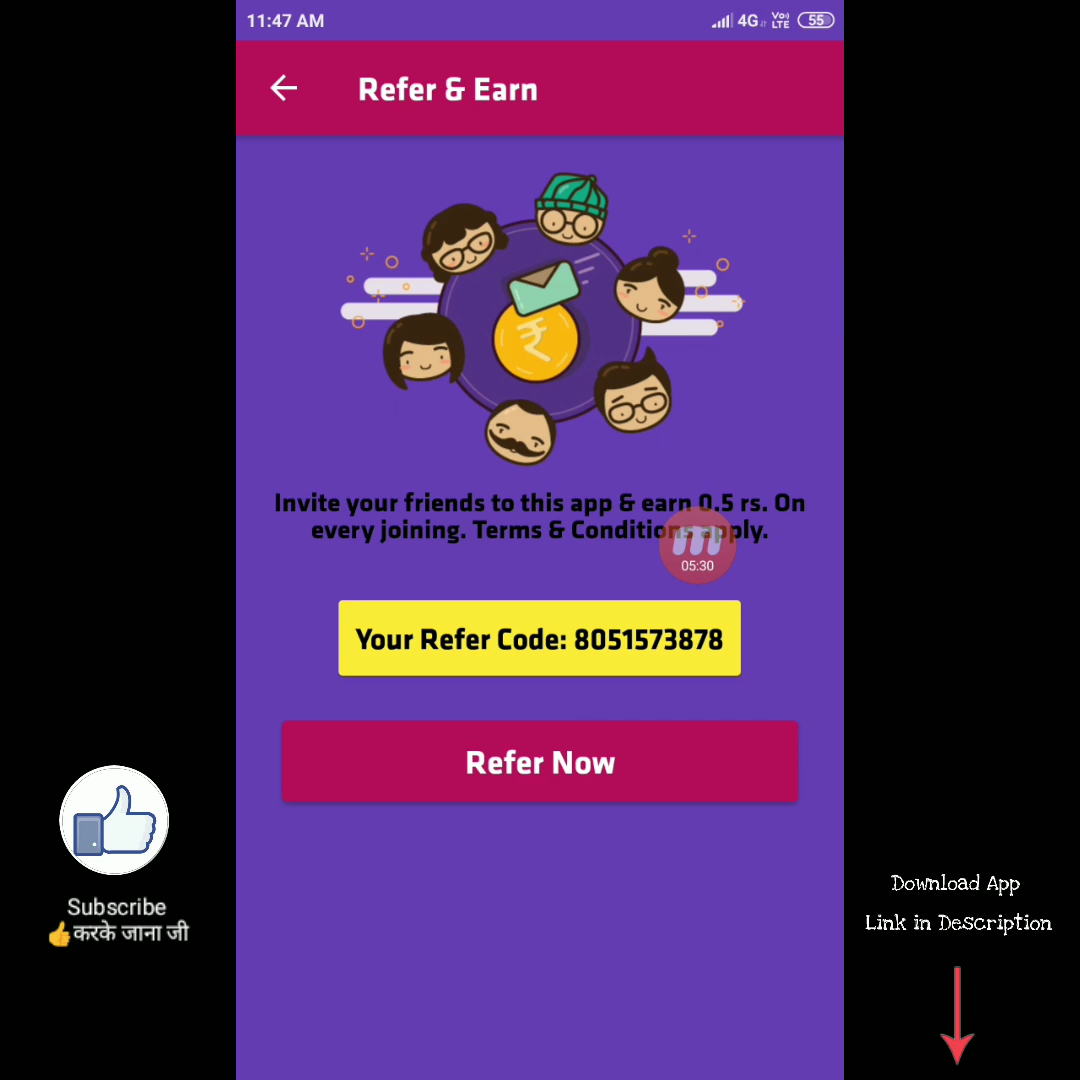 11:47 AM
4G
Vo)
LTE
55
Refer & Earn
₹
Invite your friends to this app & earn 0.5 rs. On
every joining. Terms & Conditions apply.
05:30
Your Refer Code: 8051573878
Refer Now
Subscribe
👍करके जाना जी
Download App
Link in Description